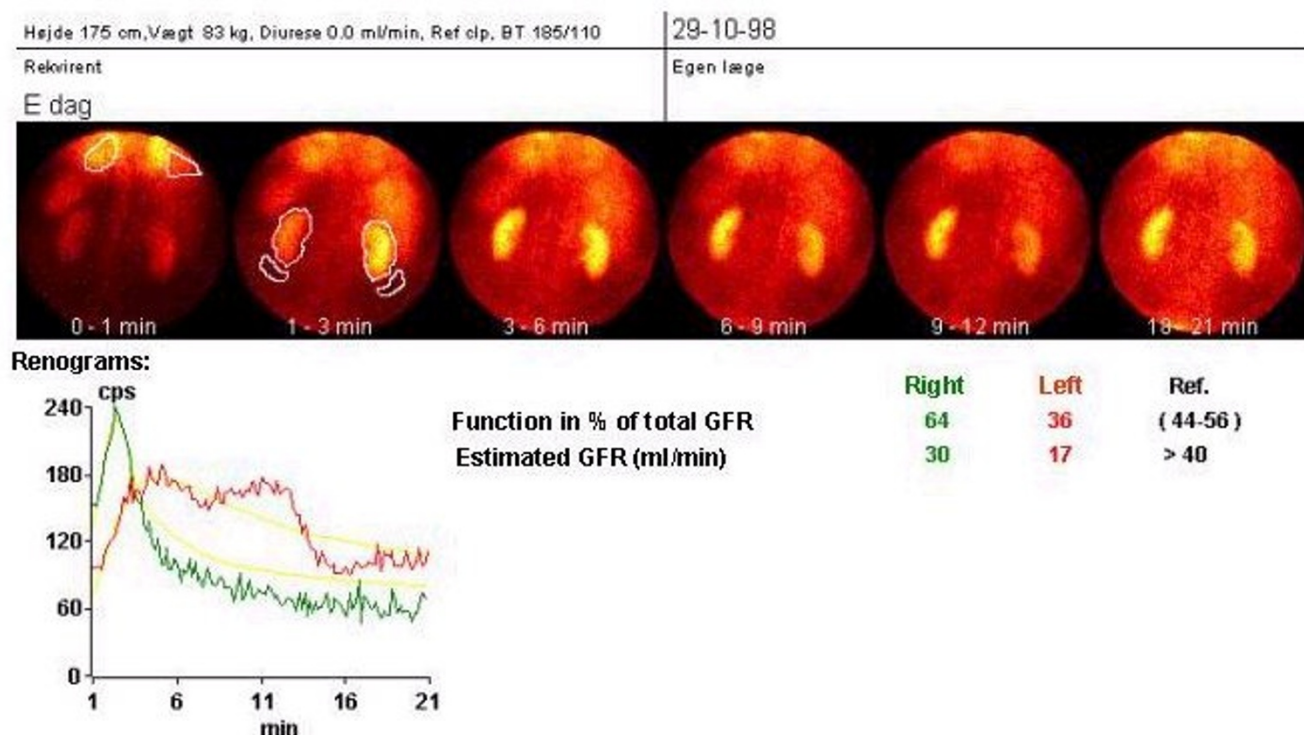 Højde 175 cm,Vægt 83 kg, Diurese 0.0 ml/min, Ref clp, BT 185/110
29-10-98
Rekvirent
Egen læge
E dag
0 - 1 min
1 - 3 min
3 - 6 min
6 - 9 min
9 - 12 min
18 - 21 min
Renograms:
cps
240
180
120
60
0
1 6 11 16 21
min
Right Left Ref.
Function in % of total GFR 64 36 ( 44-56 )
Estimated GFR (ml/min) 30 17 > 40